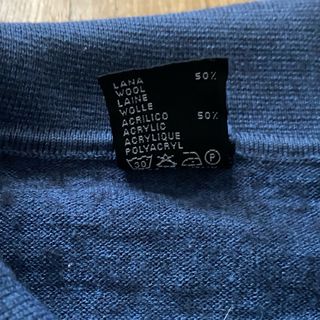 LANA 50%
WOOL
LAINE
WOLLE
ACRILICO 50%
ACRYLIC
ACRYLIQUE
POLYACRYL
30 P